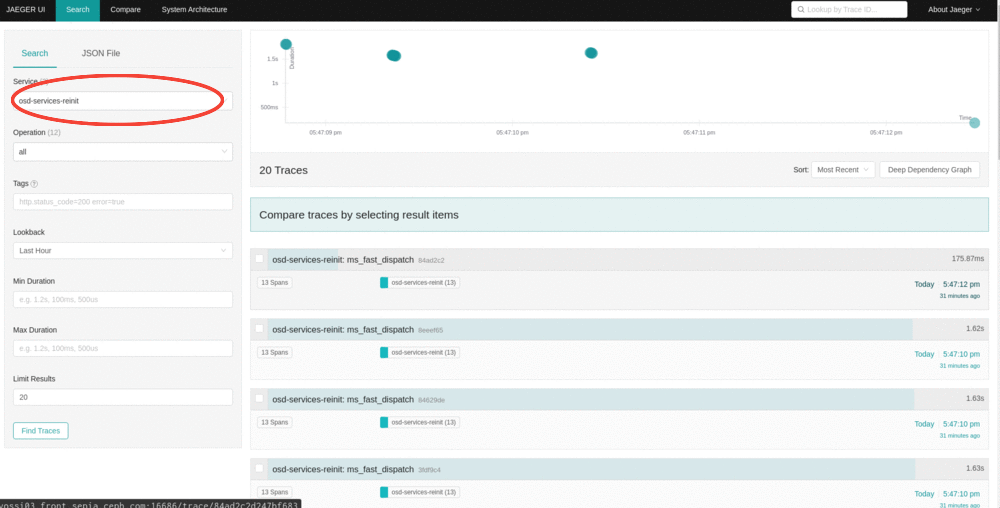 JAEGER UI Search Compare System Architecture Lookup by Trace ID... About Jaeger
Search JSON File
Service
osd-services-reinit
Operation (12)
all
Tags
http.status_code=200 error=true
Lookback
Last Hour
Min Duration
e.g. 1.2s, 100ms, 500us
Max Duration
e.g. 1.2s, 100ms, 500us
Limit Results
20
Find Traces
Duration
1.5s
1s
500ms
Time
05:47:09 pm 05:47:10 pm 05:47:11 pm 05:47:12 pm
20 Traces Sort: Most Recent Deep Dependency Graph
Compare traces by selecting result items
osd-services-reinit: ms_fast_dispatch 84ad2c2 175.87ms
13 Spans osd-services-reinit (13) Today 5:47:12 pm
31 minutes ago
osd-services-reinit: ms_fast_dispatch 8eeef65 1.62s
13 Spans osd-services-reinit (13) Today 5:47:10 pm
31 minutes ago
osd-services-reinit: ms_fast_dispatch 84629de 1.63s
13 Spans osd-services-reinit (13) Today 5:47:10 pm
31 minutes ago
osd-services-reinit: ms_fast_dispatch 3fdf9c4 1.63s
13 Spans osd-services-reinit (13) Today 5:47:10 pm
31 minutes ago
vossi03.front.sepia.ceph.com:16686/trace/84ad2c2d247bf683